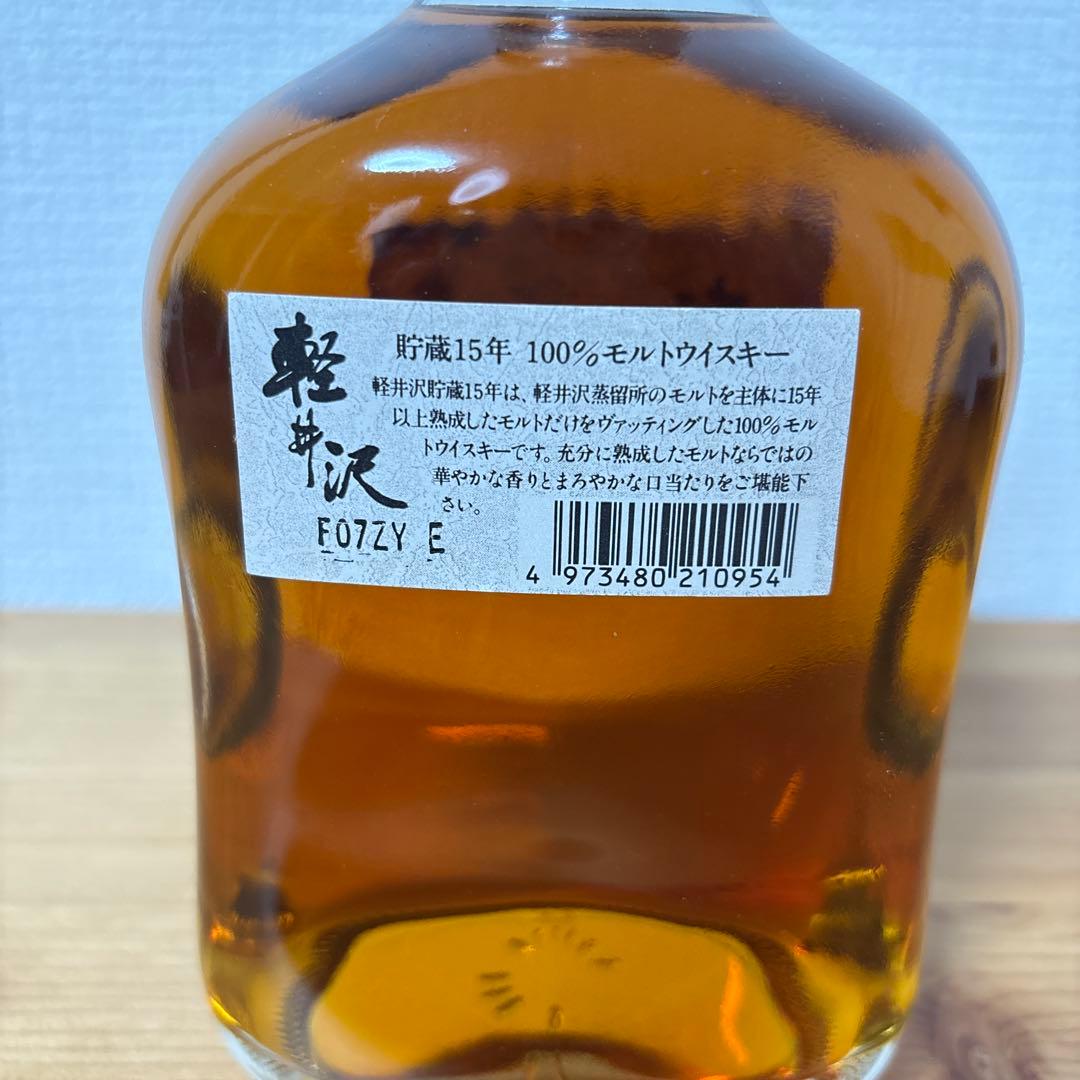 軽井沢
貯蔵15年 100%モルトウイスキー
軽井沢貯蔵15年は、軽井沢蒸留所のモルトを主体に15年
以上熟成したモルトだけをヴァッティングした100%モル
トウイスキーです。充分に熟成したモルトならではの
華やかな香りとまろやかな口当たりをご堪能下
さい。
F07ZY E
4 973480 210954